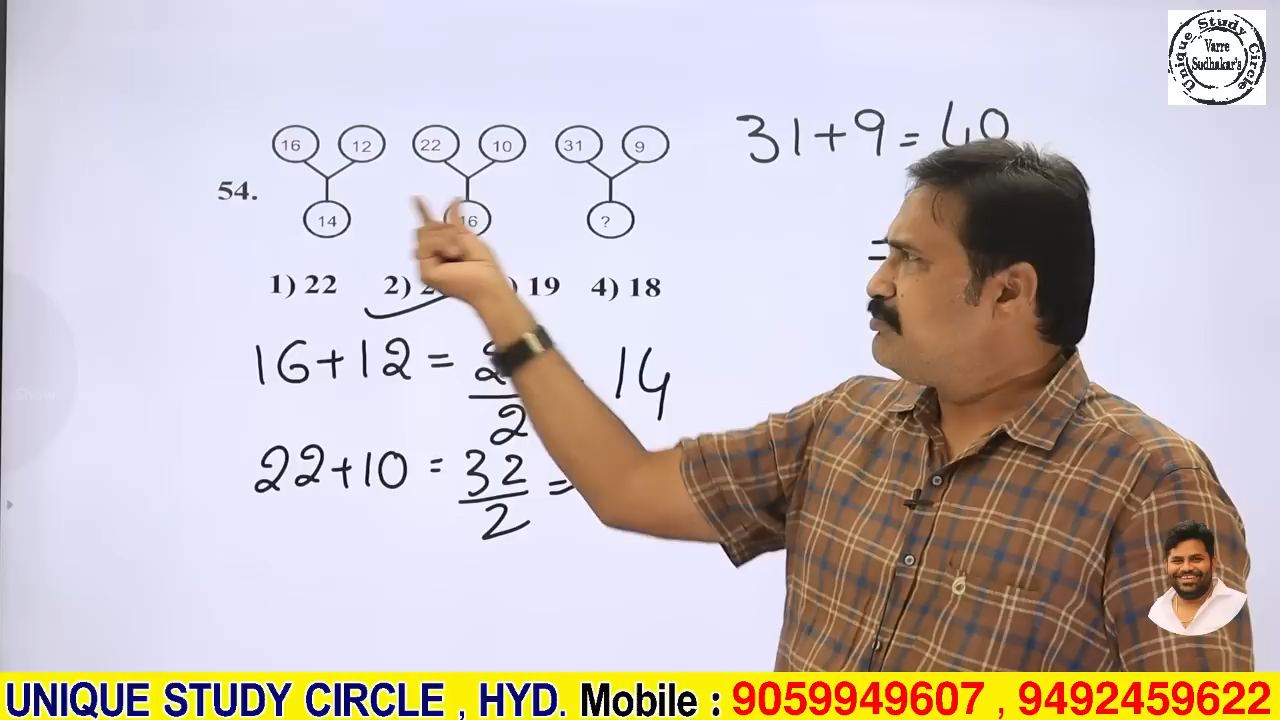 Unique Study Circle
Varre
Sudhakar's
16 12 22 10 31 9
31+9=40
54.
14 16 ?
=
1) 22 2) 2 ) 19 4) 18
16+12 = 2 14
2
22+10 = 32 =
2
UNIQUE STUDY CIRCLE , HYD. Mobile : 9059949607 , 9492459622